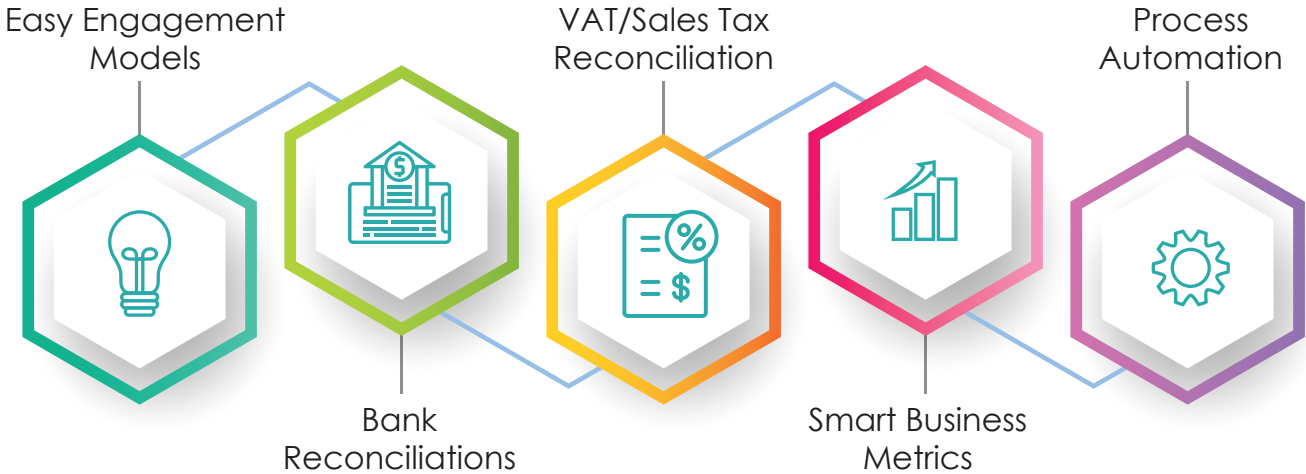 Easy Engagement
Models
$
Bank
Reconciliations
VAT/Sales Tax
Reconciliation
%
$
Smart Business
Metrics
Process
Automation